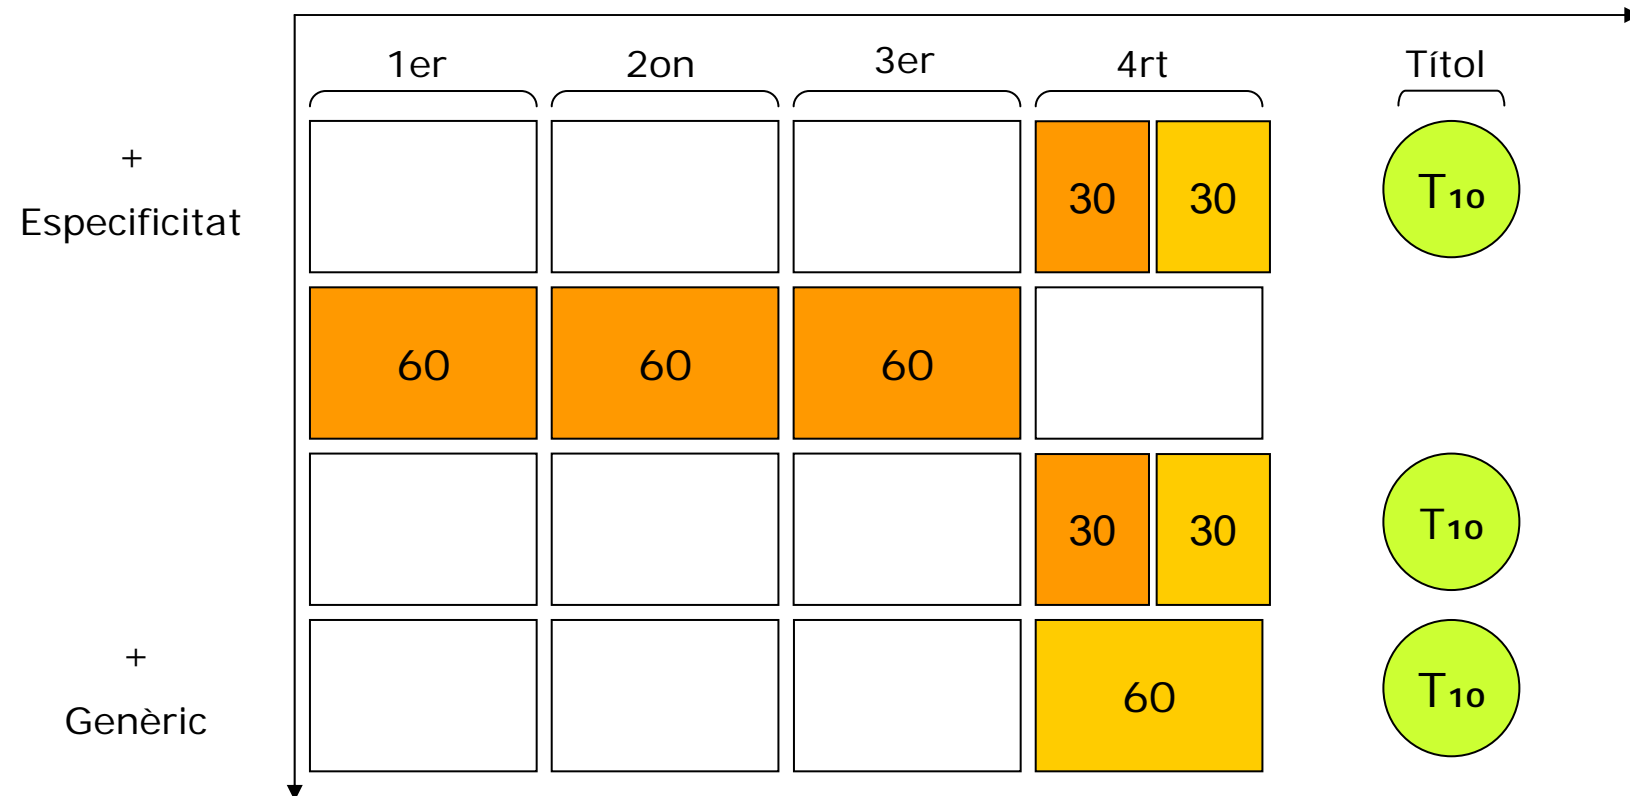 1er 2on 3er 4rt Títol
+
Especificitat
30 30 T10
60 60 60
30 30 T10
+
Genèric
60 T10